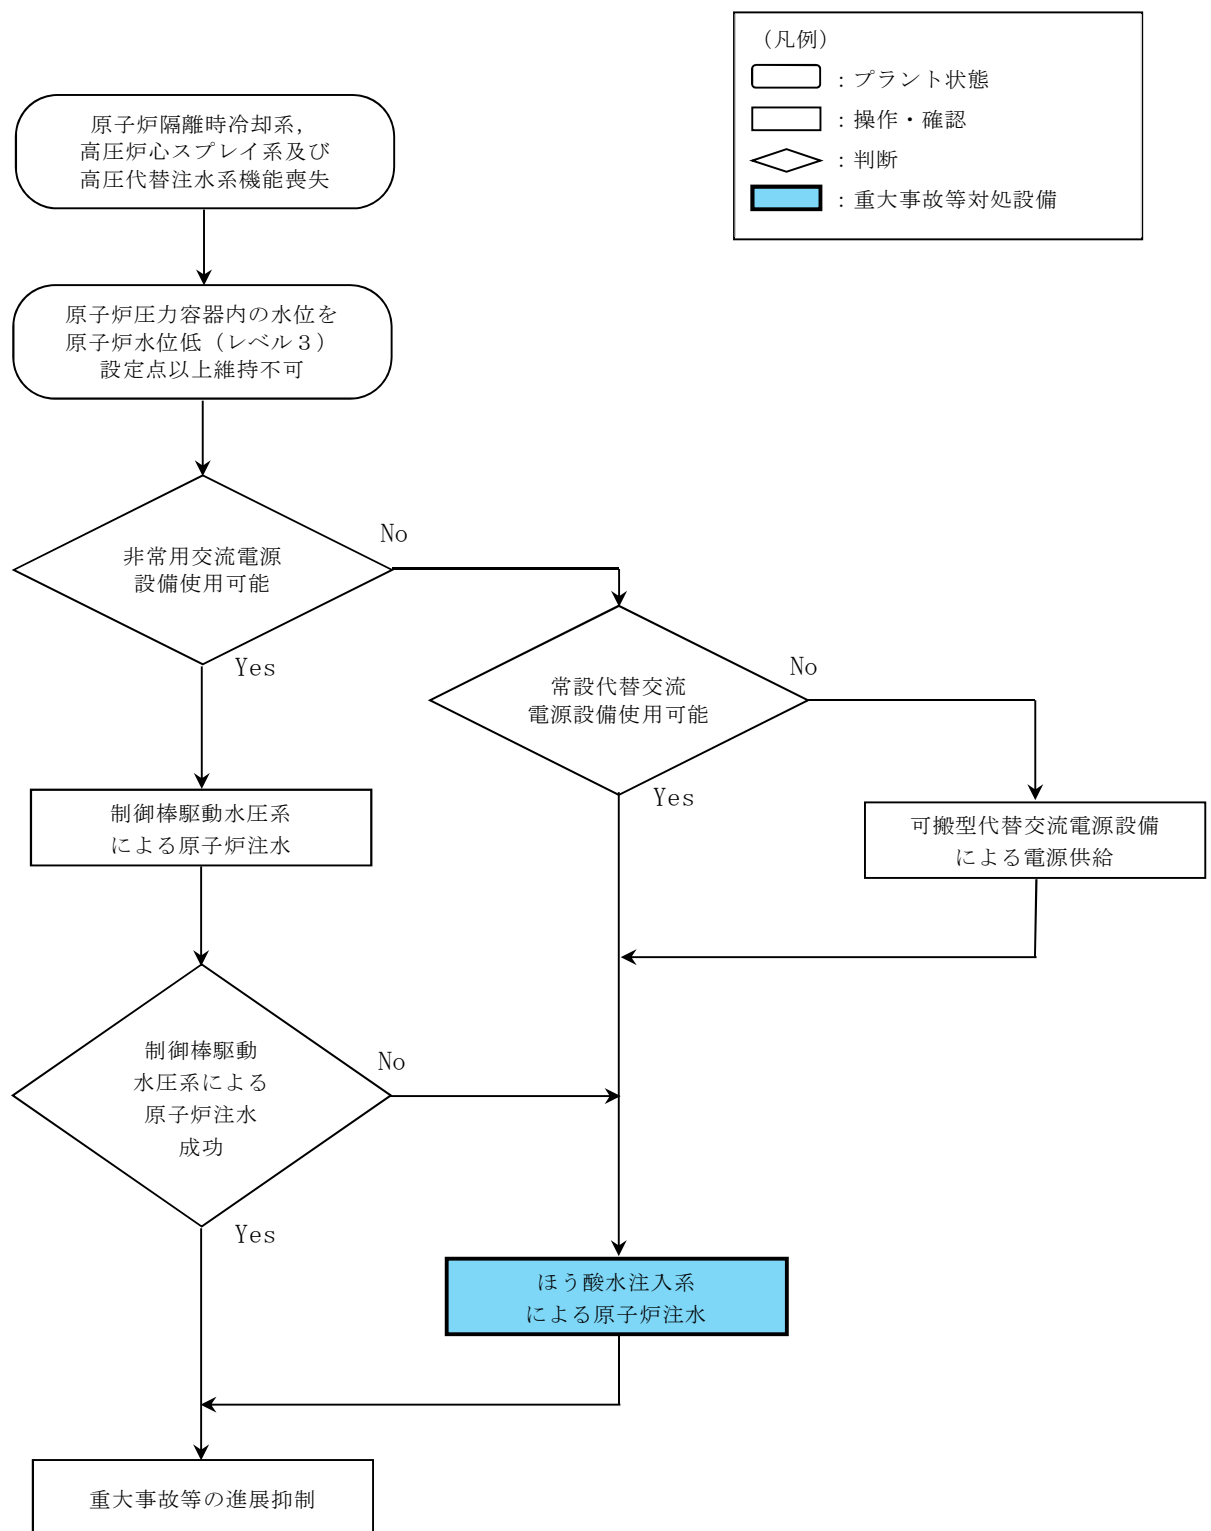 （凡例）
：プラント状態
：操作・確認
：判断
：重大事故等対処設備
原子炉隔離時冷却系，
高圧炉心スプレイ系及び
高圧代替注水系機能喪失
原子炉圧力容器内の水位を
原子炉水位低（レベル３）
設定点以上維持不可
非常用交流電源
設備使用可能
No
Yes
常設代替交流
電源設備使用可能
No
Yes
制御棒駆動水圧系
による原子炉注水
可搬型代替交流電源設備
による電源供給
制御棒駆動
水圧系による
原子炉注水
成功
No
Yes
ほう酸水注入系
による原子炉注水
重大事故等の進展抑制